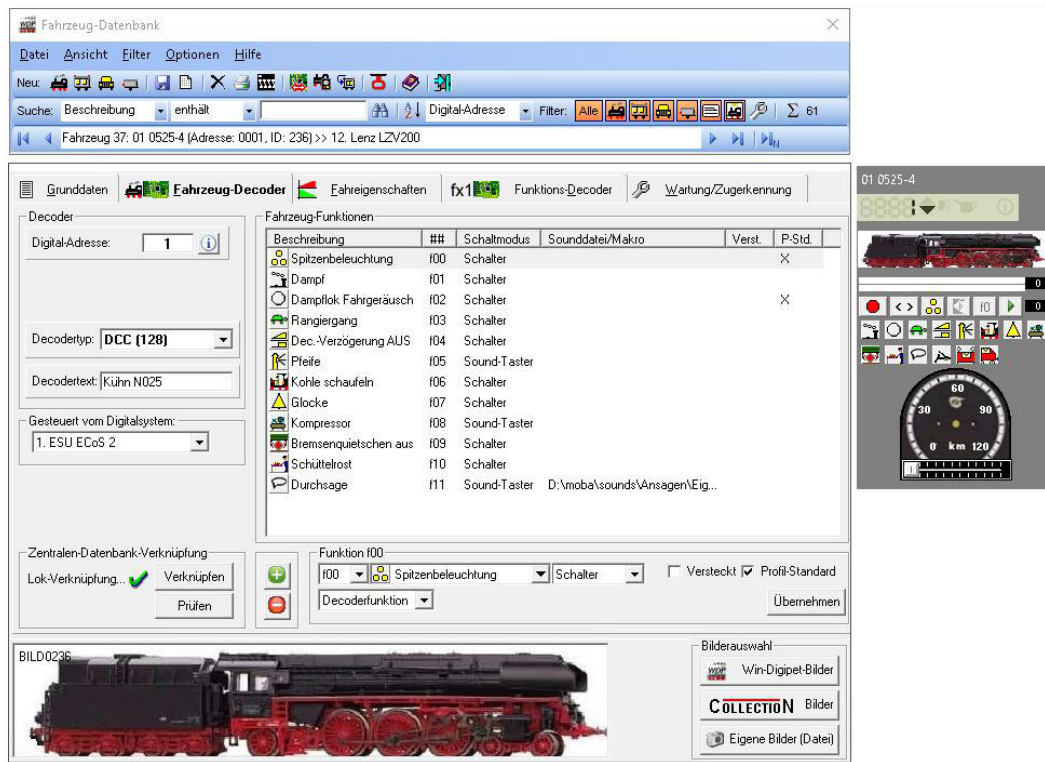 Fahrzeug-Datenbank
Datei Ansicht Filter Optionen Hilfe
Neu:
Suche: Beschreibung enthält Digital-Adresse Filter: Alle Σ 61
Fahrzeug 37: 01 0525-4 (Adresse: 0001, ID: 236) >> 12. Lenz LZV200
Grunddaten Fahrzeug-Decoder Fahreigenschaften fx1 Funktions-Decoder Wartung/Zugerkennung
Decoder
Digital-Adresse: 1
Decodertyp: DCC (128)
Decodertext: Kühn N025
Gesteuert vom Digitalsystem:
1. ESU ECoS 2
Fahrzeug-Funktionen
Beschreibung ## Schaltmodus Sounddatei/Makro Verst. P-Std.
Spitzenbeleuchtung f00 Schalter X
Dampf f01 Schalter
Dampflok Fahrgeräusch f02 Schalter X
Rangiergang f03 Schalter
Dec.-Verzögerung AUS f04 Schalter
Pfeife f05 Sound-Taster
Kohle schaufeln f06 Schalter
Glocke f07 Schalter
Kompressor f08 Sound-Taster
Bremsenquietschen aus f09 Schalter
Schüttelrost f10 Schalter
Durchsage f11 Sound-Taster D:\moba\sounds\Ansagen\Eig...
Zentralen-Datenbank-Verknüpfung
Lok-Verknüpfung... Verknüpfen
Prüfen
Funktion f00
f00 Spitzenbeleuchtung Schalter Versteckt Profil-Standard
Decoderfunktion Übernehmen
BILD0236
Bilderauswahl
WDP Win-Digipet-Bilder
COLLECTION Bilder
Eigene Bilder (Datei)
01 0525-4
1
0
< > f0 0
60
30 90
0 km 120